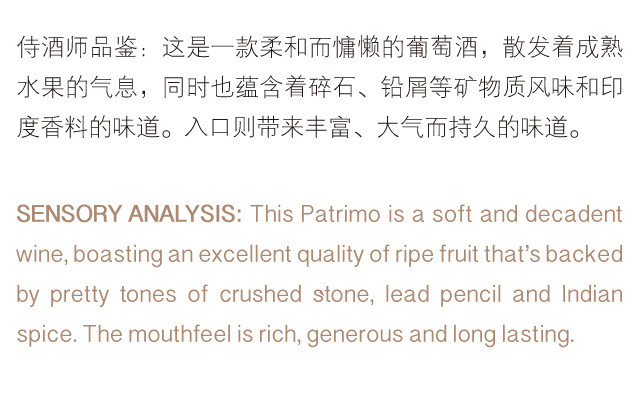 侍酒师品鉴：这是一款柔和而慵懒的葡萄酒，散发着成熟
水果的气息，同时也蕴含着碎石、铅屑等矿物质风味和印
度香料的味道。入口则带来丰富、大气而持久的味道。
SENSORY ANALYSIS: This Patrimo is a soft and decadent
wine, boasting an excellent quality of ripe fruit that’s backed
by pretty tones of crushed stone, lead pencil and Indian
spice. The mouthfeel is rich, generous and long lasting.